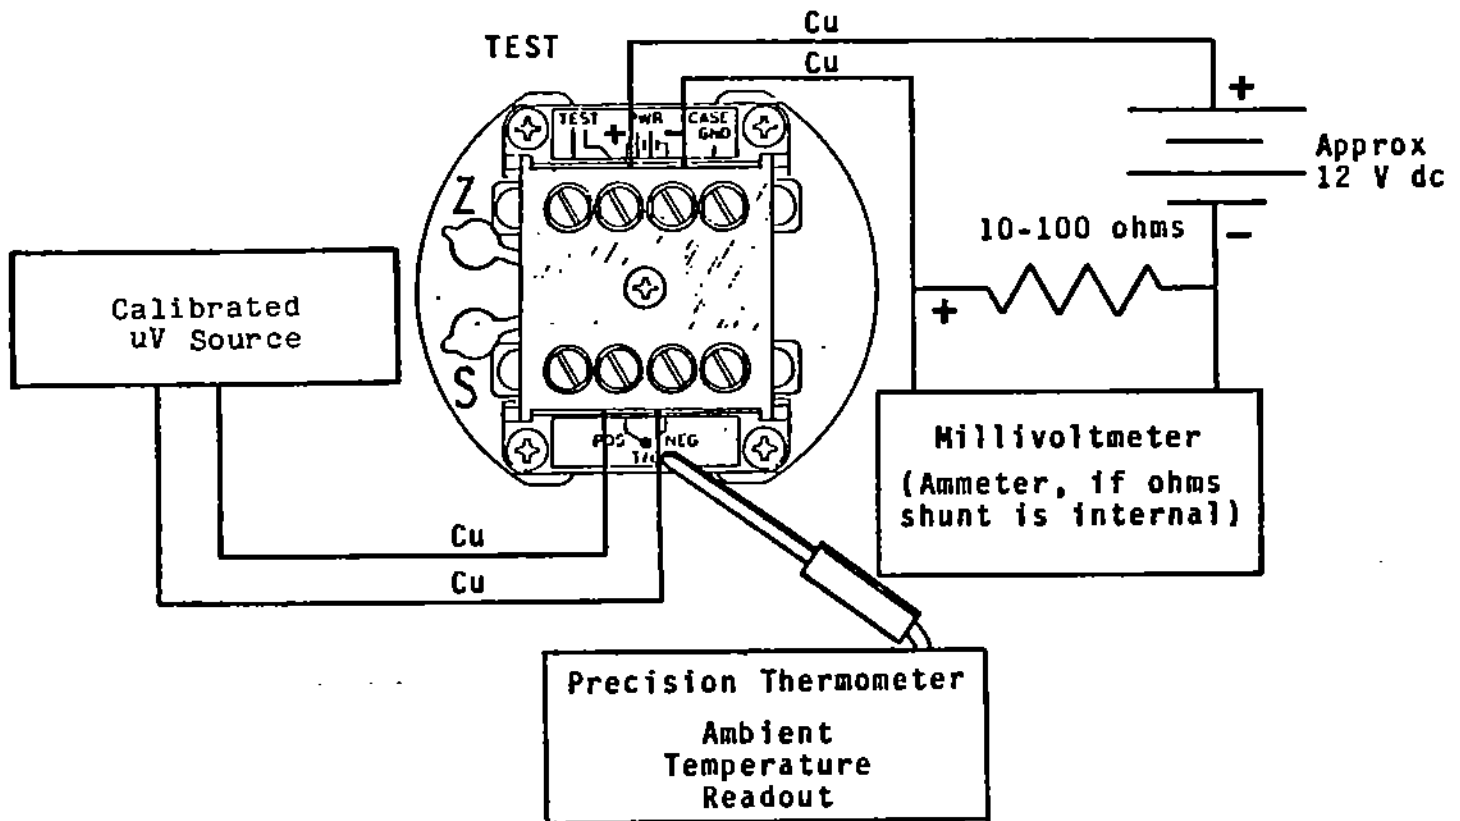 Cu
TEST
Cu
+
TEST + WR - CASE
GND
Approx
12 V dc
Z
10-100 ohms
-
+
Calibrated
uV Source
S
POS NEG
Millivoltmeter
(Ammeter, if ohms
shunt is internal)
Cu
Cu
Precision Thermometer
Ambient
Temperature
Readout